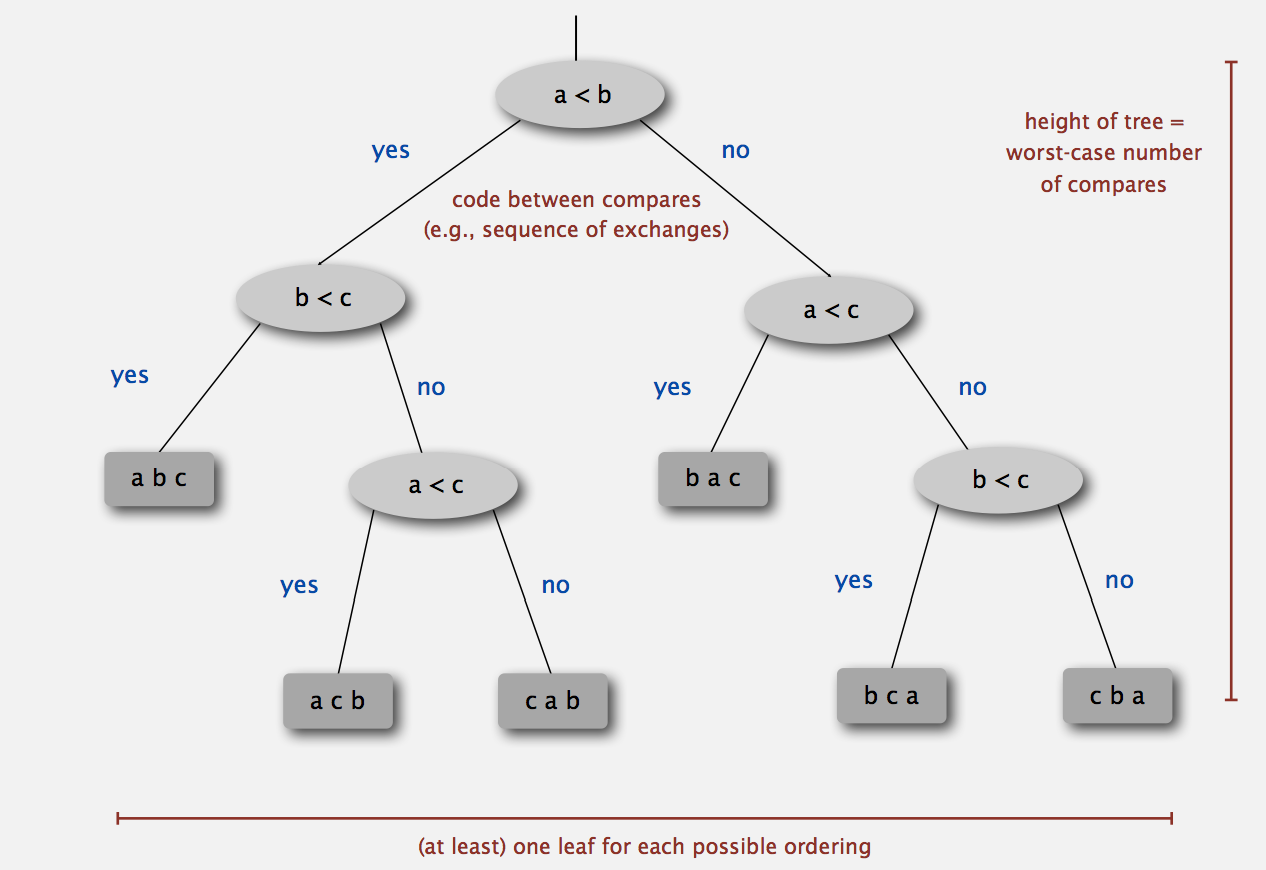 a < b
height of tree =
worst-case number
of compares
yes
no
code between compares
(e.g., sequence of exchanges)
b < c
a < c
yes
no
yes
no
a b c
a < c
b a c
b < c
yes
no
yes
no
a c b
c a b
b c a
c b a
(at least) one leaf for each possible ordering